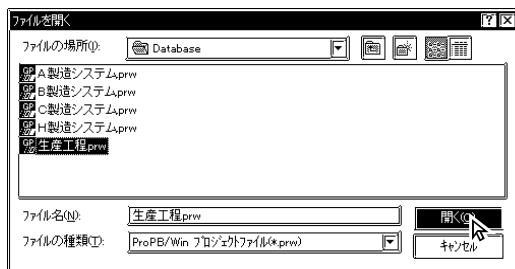 ファイルを開く
ファイルの場所(I): Database
A製造システム.prw
B製造システム.prw
C製造システム.prw
H製造システム.prw
生産工程.prw
ファイル名(N): 生産工程.prw 開く(O)
ファイルの種類(T): ProPB/Win プロジェクトファイル(*.prw) キャンセル